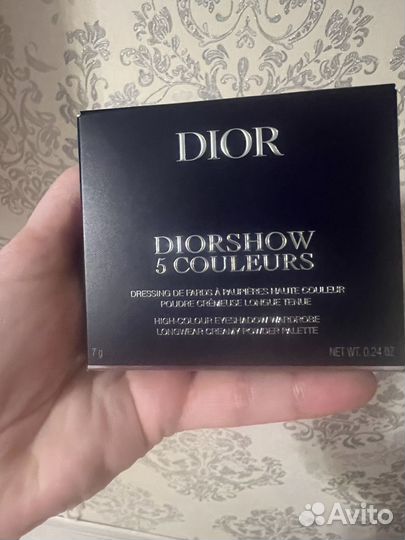 DIOR
DIORSHOW
5 COULEURS
DRESSING DE FARDS À PAUPIÈRES HAUTE COULEUR
POUDRE CRÉMEUSE LONGUE TENUE
HIGH-COLOUR EYESHADOW WARDROBE
LONGWEAR CREAMY POWDER PALETTE
7 g NET WT. 0.24 oz
Avito